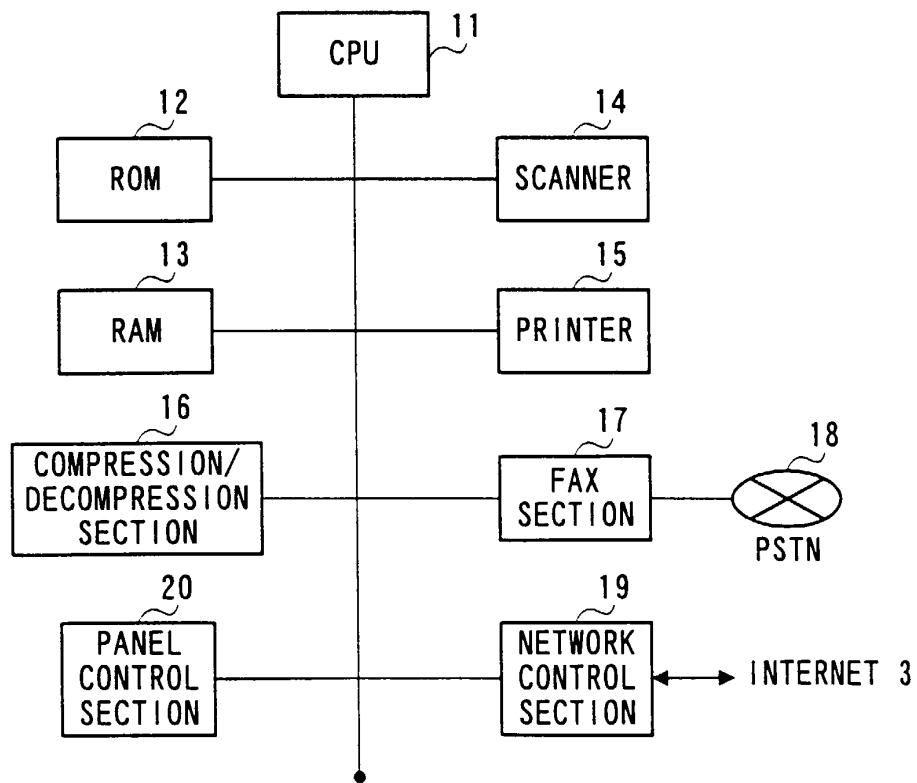 11
CPU
12
ROM
14
SCANNER
13
RAM
15
PRINTER
16
COMPRESSION/
DECOMPRESSION
SECTION
17
FAX
SECTION
18
PSTN
20
PANEL
CONTROL
SECTION
19
NETWORK
CONTROL
SECTION
INTERNET 3